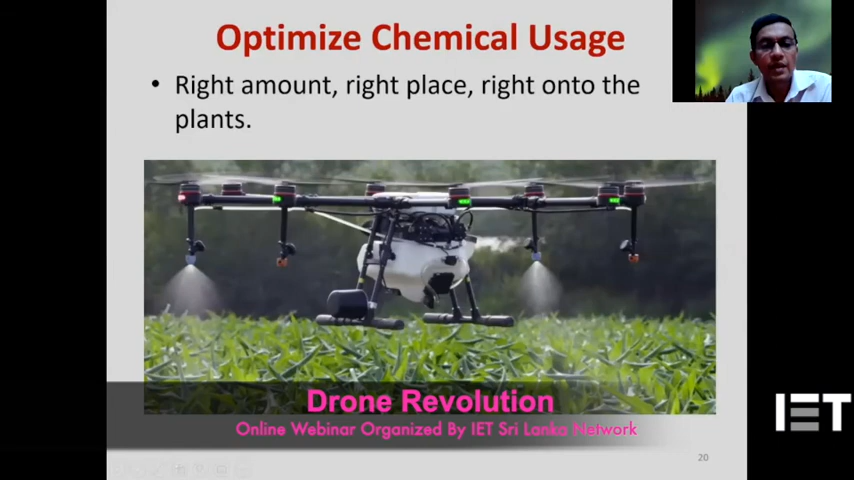 Optimize Chemical Usage
• Right amount, right place, right onto the
plants.
Drone Revolution
Online Webinar Organized By IET Sri Lanka Network
IET
20